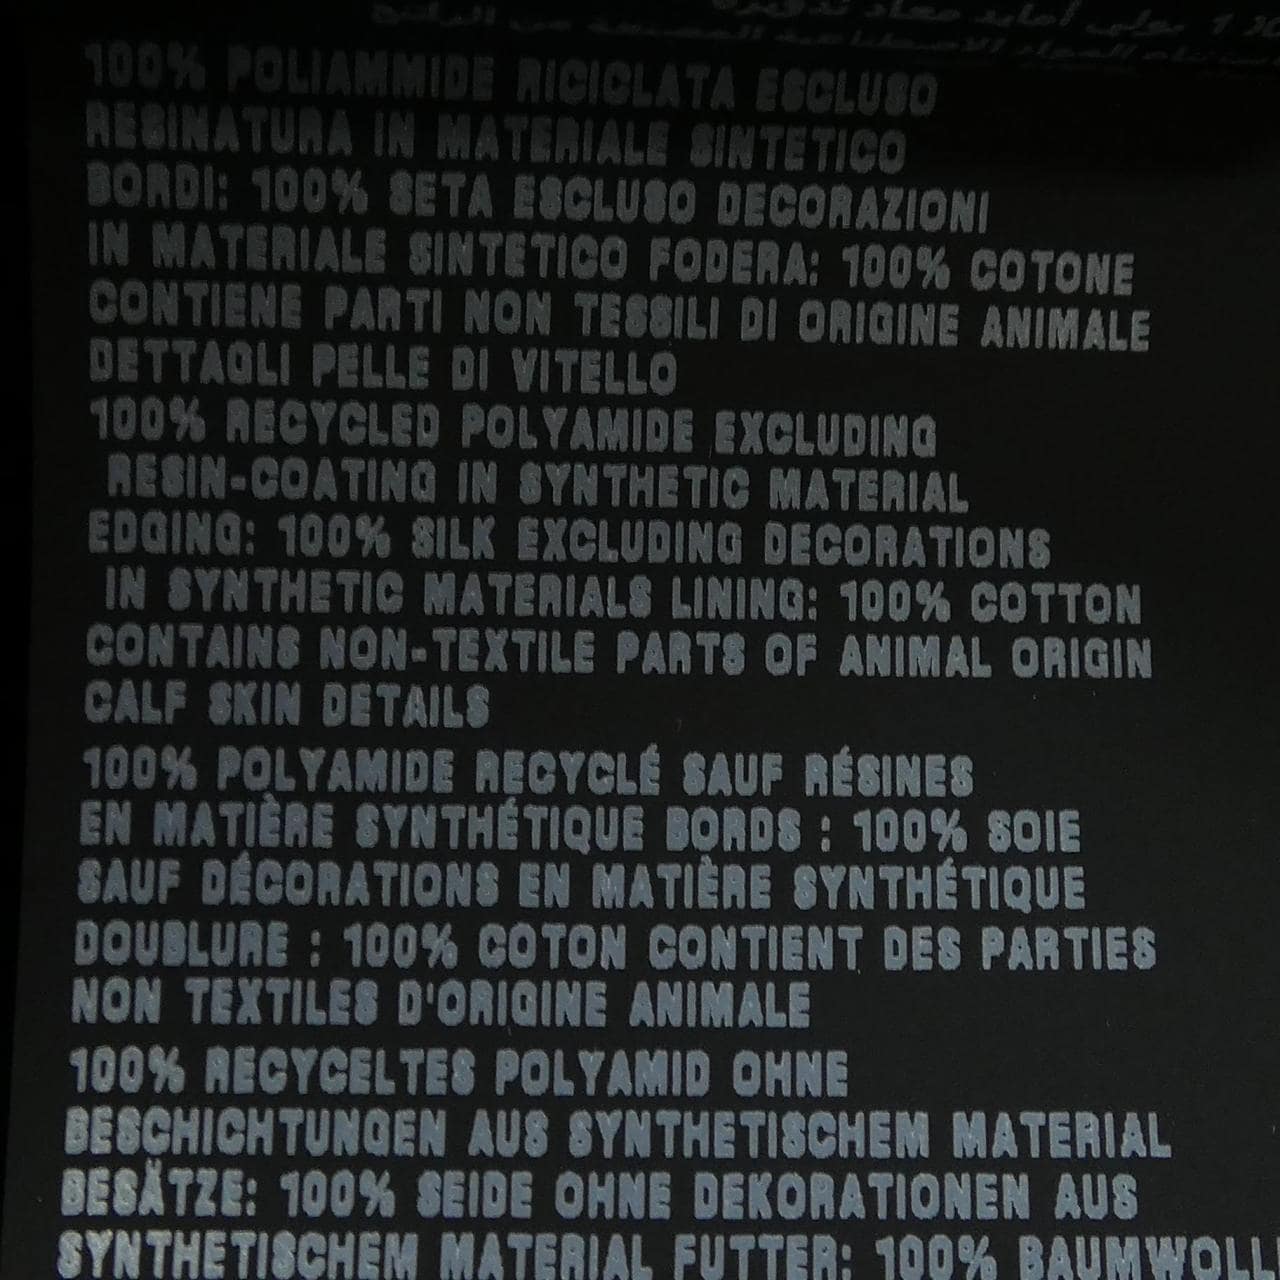 100% POLIAMMIDE RICICLATA ESCLUSO
RESINATURA IN MATERIALE SINTETICO
BORDI: 100% SETA ESCLUSO DECORAZIONI
IN MATERIALE SINTETICO FODERA: 100% COTONE
CONTIENE PARTI NON TESSILI DI ORIGINE ANIMALE
DETTAGLI PELLE DI VITELLO
100% RECYCLED POLYAMIDE EXCLUDING
RESIN-COATING IN SYNTHETIC MATERIAL
EDGING: 100% SILK EXCLUDING DECORATIONS
IN SYNTHETIC MATERIALS LINING: 100% COTTON
CONTAINS NON-TEXTILE PARTS OF ANIMAL ORIGIN
CALF SKIN DETAILS
100% POLYAMIDE RECYCLÉ SAUF RÉSINES
EN MATIÈRE SYNTHÉTIQUE BORDS : 100% SOIE
SAUF DÉCORATIONS EN MATIÈRE SYNTHÉTIQUE
DOUBLURE : 100% COTON CONTIENT DES PARTIES
NON TEXTILES D'ORIGINE ANIMALE
100% RECYCELTES POLYAMID OHNE
BESCHICHTUNGEN AUS SYNTHETISCHEM MATERIAL
BESÄTZE: 100% SEIDE OHNE DEKORATIONEN AUS
SYNTHETISCHEM MATERIAL FUTTER: 100% BAUMWOLL